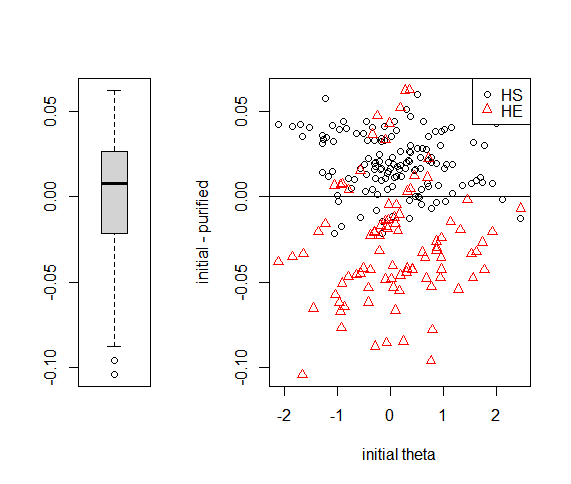 0.05
0.00
-0.05
-0.10
initial - purified
0.05
0.00
-0.05
-0.10
HS
HE
-2 -1 0 1 2
initial theta